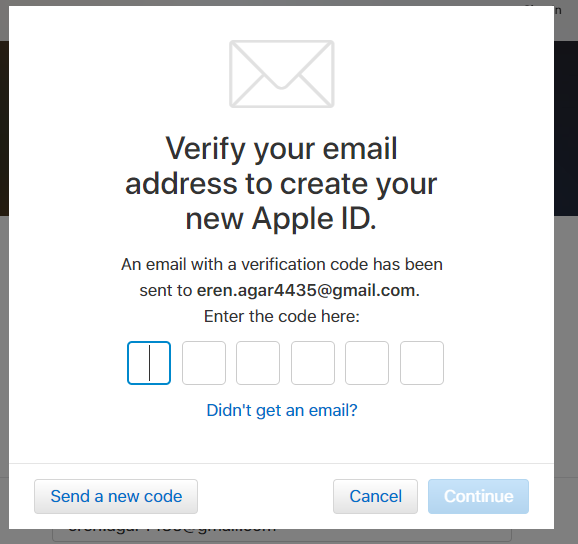 Verify your email
address to create your
new Apple ID.
An email with a verification code has been
sent to eren.agar4435@gmail.com.
Enter the code here:
Didn't get an email?
Send a new code
Cancel
Continue